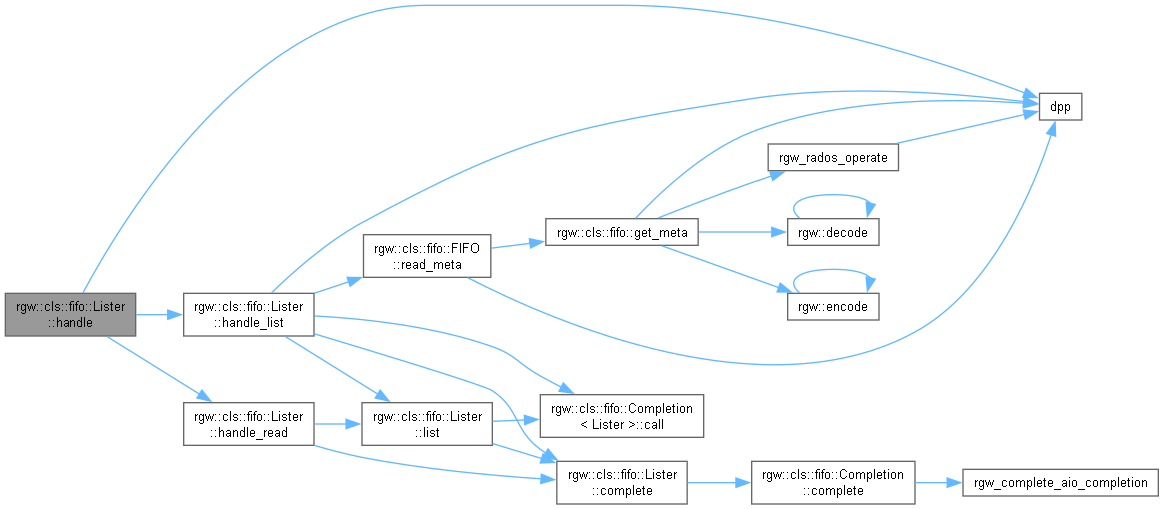 rgw::cls::fifo::Lister
::handle
rgw::cls::fifo::Lister
::handle_list
rgw::cls::fifo::Lister
::handle_read
rgw::cls::fifo::FIFO
::read_meta
rgw::cls::fifo::Lister
::list
rgw::cls::fifo::get_meta
rgw::cls::fifo::Completion
< Lister >::call
rgw::cls::fifo::Lister
::complete
dpp
rgw_rados_operate
rgw::decode
rgw::encode
rgw::cls::fifo::Completion
::complete
rgw_complete_aio_completion